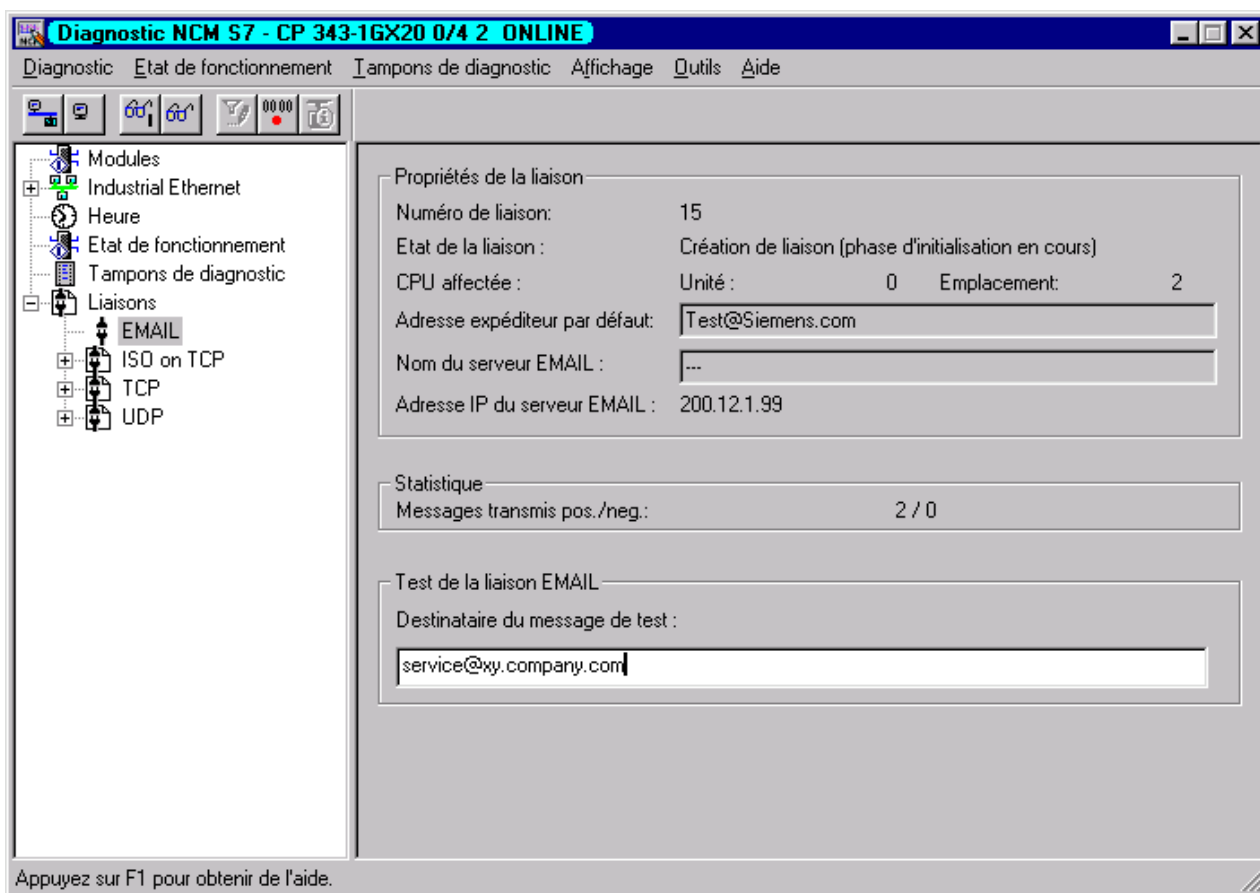 Diagnostic NCM S7 - CP 343-1GX20 0/4 2 ONLINE
Diagnostic Etat de fonctionnement Tampons de diagnostic Affichage Outils Aide
Modules
Industrial Ethernet
Heure
Etat de fonctionnement
Tampons de diagnostic
Liaisons
EMAIL
ISO on TCP
TCP
UDP
Propriétés de la liaison
Numéro de liaison: 15
Etat de la liaison : Création de liaison (phase d'initialisation en cours)
CPU affectée : Unité : 0 Emplacement: 2
Adresse expéditeur par défaut: Test@Siemens.com
Nom du serveur EMAIL : ---
Adresse IP du serveur EMAIL : 200.12.1.99
Statistique
Messages transmis pos./neg.: 2 / 0
Test de la liaison EMAIL
Destinataire du message de test :
service@xy.company.com
Appuyez sur F1 pour obtenir de l'aide.